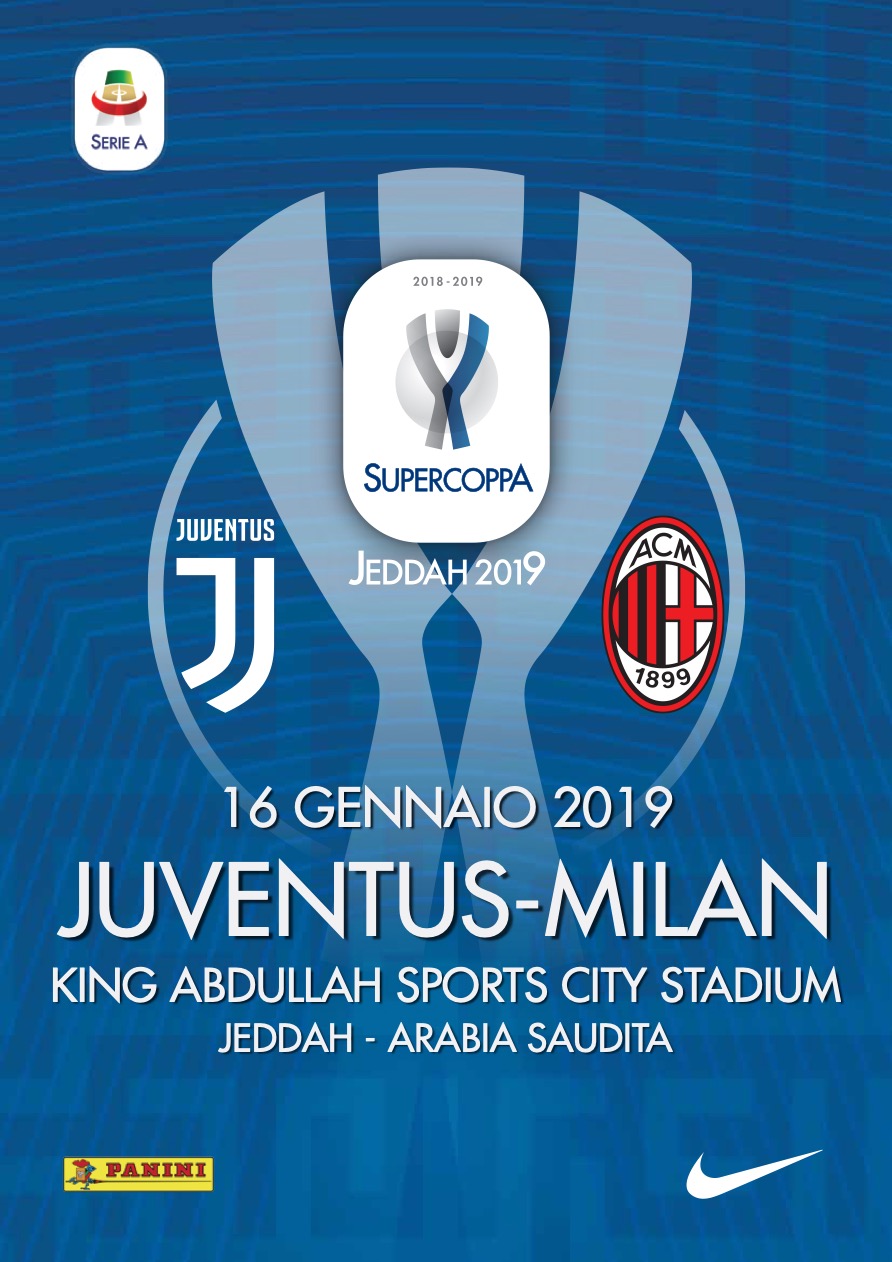 SERIE A
2018-2019
SUPERCOPPA
JEDDAH 2019
JUVENTUS
ACM
1899
16 GENNAIO 2019
JUVENTUS-MILAN
KING ABDULLAH SPORTS CITY STADIUM
JEDDAH - ARABIA SAUDITA
PANINI